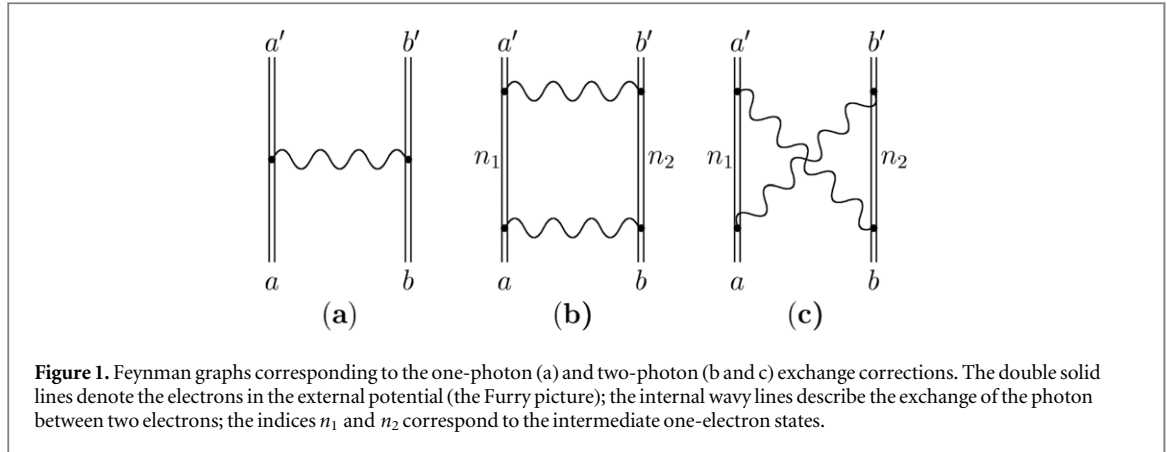 a′ b′ a′ b′ a′ b′
n₁ n₂ n₁ n₂
a b a b a b
(a) (b) (c)
Figure 1. Feynman graphs corresponding to the one-photon (a) and two-photon (b and c) exchange corrections. The double solid
lines denote the electrons in the external potential (the Furry picture); the internal wavy lines describe the exchange of the photon
between two electrons; the indices n₁ and n₂ correspond to the intermediate one-electron states.